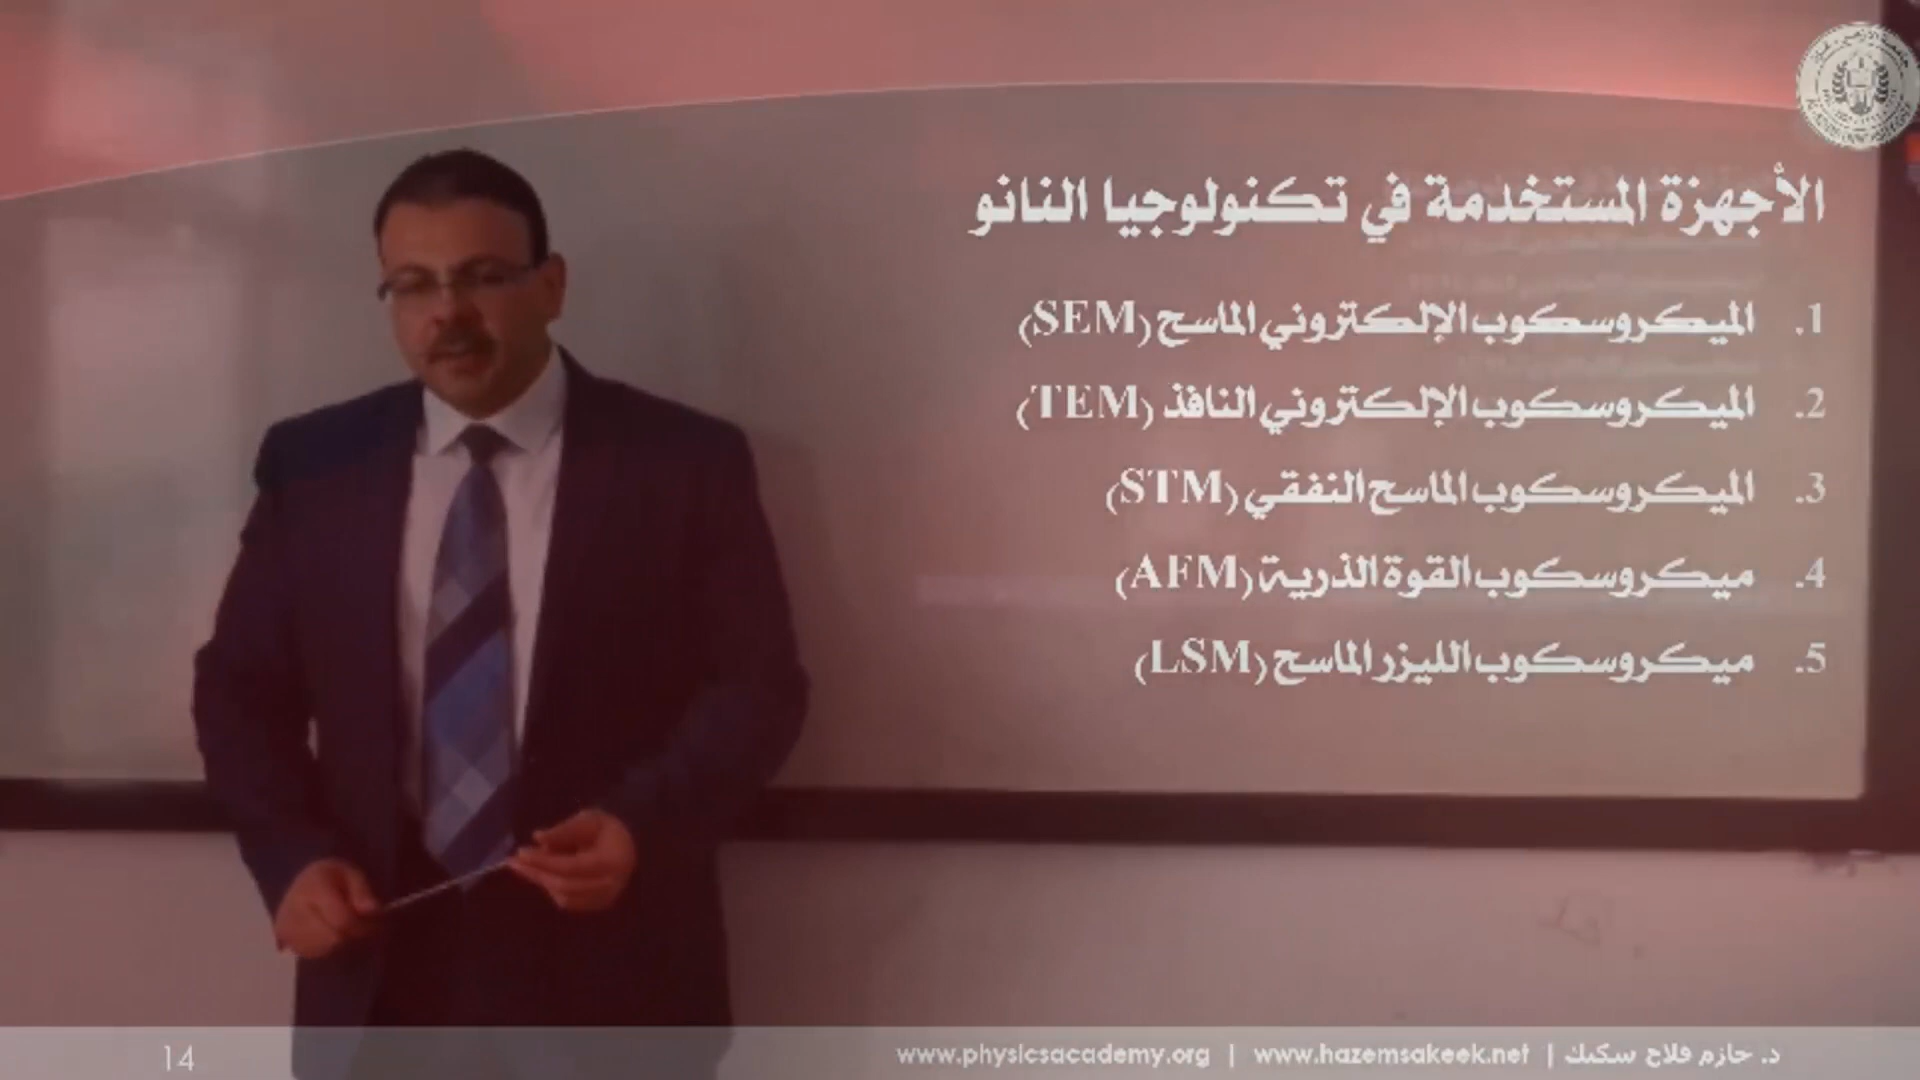 الأجهزة المستخدمة في تكنولوجيا النانو
1. الميكروسكوب الإلكتروني الماسح (SEM)
2. الميكروسكوب الإلكتروني النافذ (TEM)
3. الميكروسكوب الماسح النفقي (STM)
4. ميكروسكوب القوة الذرية (AFM)
5. ميكروسكوب الليزر الماسح (LSM)
د. حازم فلاح سكيك | www.hazemsakeek.net | www.physicsacademy.org
14